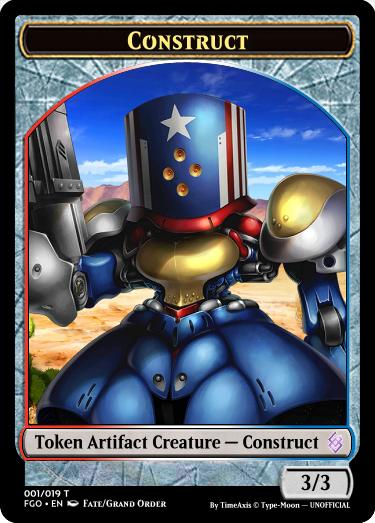 Construct
Token Artifact Creature — Construct
3/3
001/019 T
FGO • EN Fate/Grand Order
By TimeAxis © Type-Moon — UNOFFICIAL